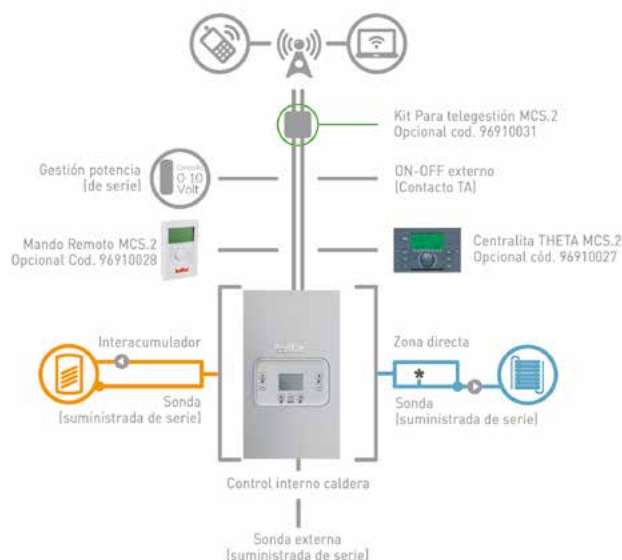 Kit Para telegestión MCS.2
Opcional cod. 96910031
Gestión potencia
(de serie)
0-10
Volt
ON-OFF externo
(Contacto TA)
Mando Remoto MCS.2
Opcional Cod. 96910028
Centralita THETA MCS.2
Opcional cód. 96910027
Interacumulador
Sonda
(suministrada de serie)
Zona directa
*
Sonda
(suministrada de serie)
Control interno caldera
Sonda externa
(suministrada de serie)